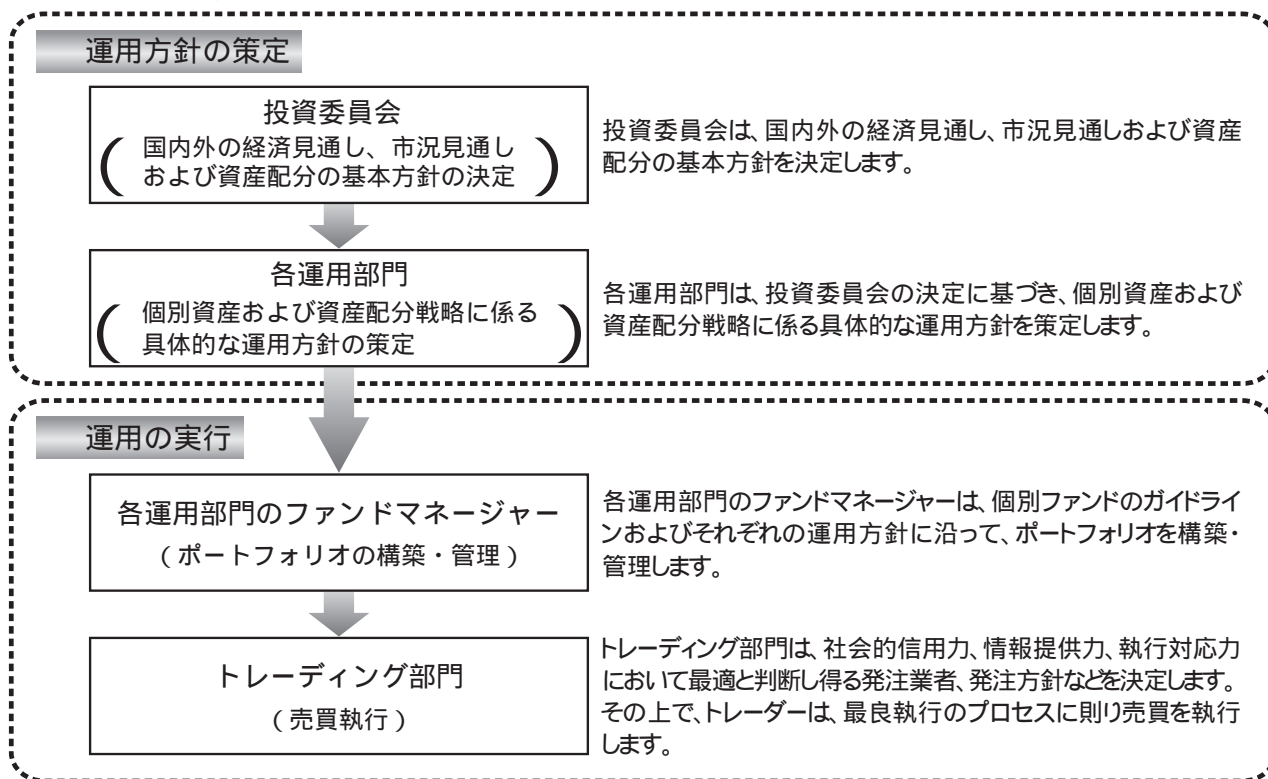 運用方針の策定
投資委員会
国内外の経済見通し、市況見通し
および資産配分の基本方針の決定
投資委員会は、国内外の経済見通し、市況見通しおよび資産
配分の基本方針を決定します。
各運用部門
個別資産および資産配分戦略に係る
具体的な運用方針の策定
各運用部門は、投資委員会の決定に基づき、個別資産および
資産配分戦略に係る具体的な運用方針を策定します。
運用の実行
各運用部門のファンドマネージャー
(ポートフォリオの構築・管理)
各運用部門のファンドマネージャーは、個別ファンドのガイドライ
ンおよびそれぞれの運用方針に沿って、ポートフォリオを構築・
管理します。
トレーディング部門
(売買執行)
トレーディング部門は、社会的信用力、情報提供力、執行対応力
において最適と判断し得る発注業者、発注方針などを決定します。
その上で、トレーダーは、最良執行のプロセスに則り売買を執行
します。